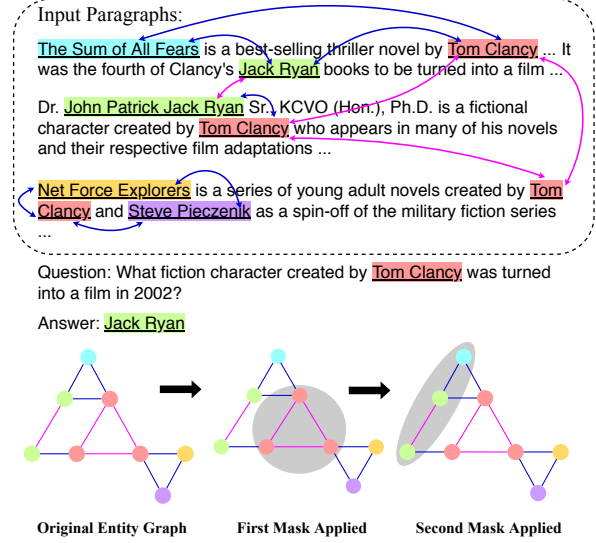 Input Paragraphs:
The Sum of All Fears is a best-selling thriller novel by Tom Clancy ... It
was the fourth of Clancy's Jack Ryan books to be turned into a film ...
Dr. John Patrick Jack Ryan Sr., KCVO (Hon.), Ph.D. is a fictional
character created by Tom Clancy who appears in many of his novels
and their respective film adaptations ...
Net Force Explorers is a series of young adult novels created by Tom
Clancy and Steve Pieczenik as a spin-off of the military fiction series
...
Question: What fiction character created by Tom Clancy was turned
into a film in 2002?
Answer: Jack Ryan
Original Entity Graph First Mask Applied Second Mask Applied